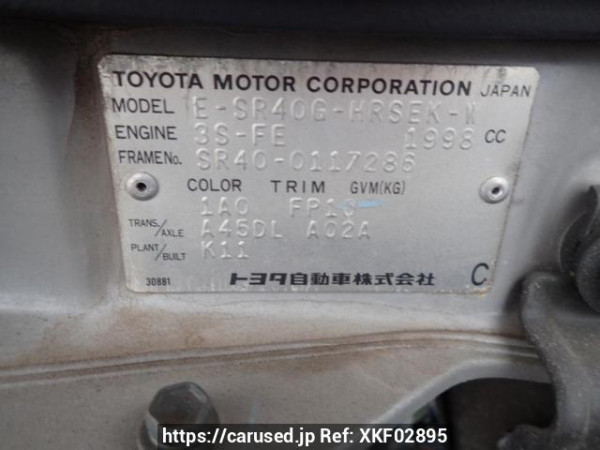 TOYOTA MOTOR CORPORATION JAPAN
MODEL E-SR40G-HRSEK-N
ENGINE 3S-FE 1998 CC
FRAME No. SR40-0117286
COLOR TRIM GVM(KG)
1A0 FP16
TRANS./AXLE A45DL A02A
PLANT/BUILT K11
30881 トヨタ自動車株式会社 C
https://carused.jp Ref: XKF02895